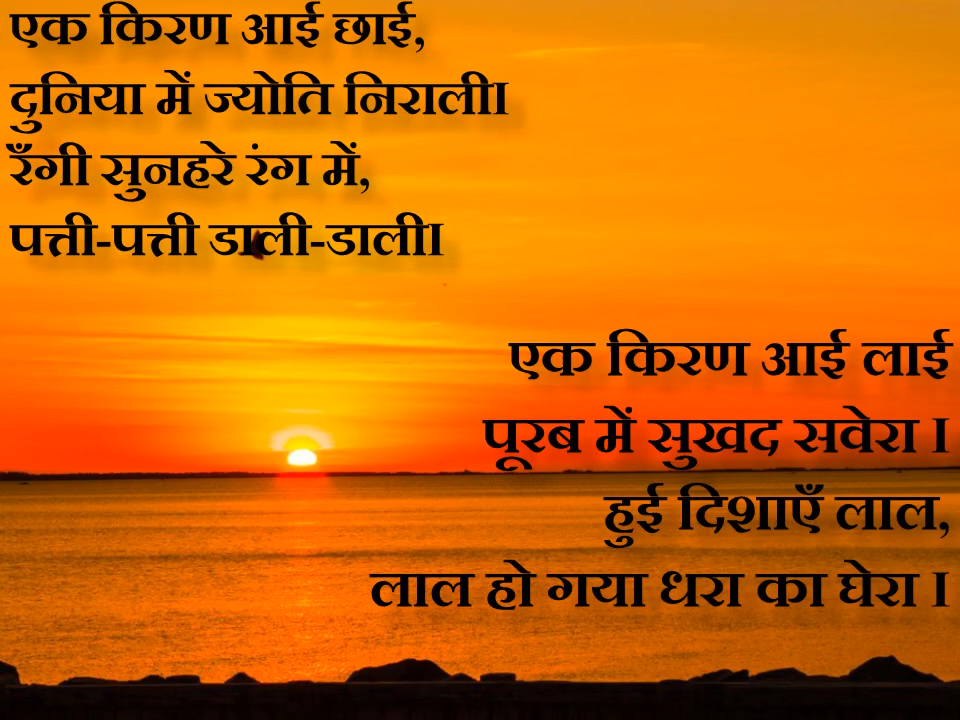 एक किरण आई छाई,
दुनिया में ज्योति निराली।
रँगी सुनहरे रंग में,
पत्ती-पत्ती डाली-डाली।
एक किरण आई लाई
पूरब में सुखद सवेरा ।
हुई दिशाएँ लाल,
लाल हो गया धरा का घेरा ।